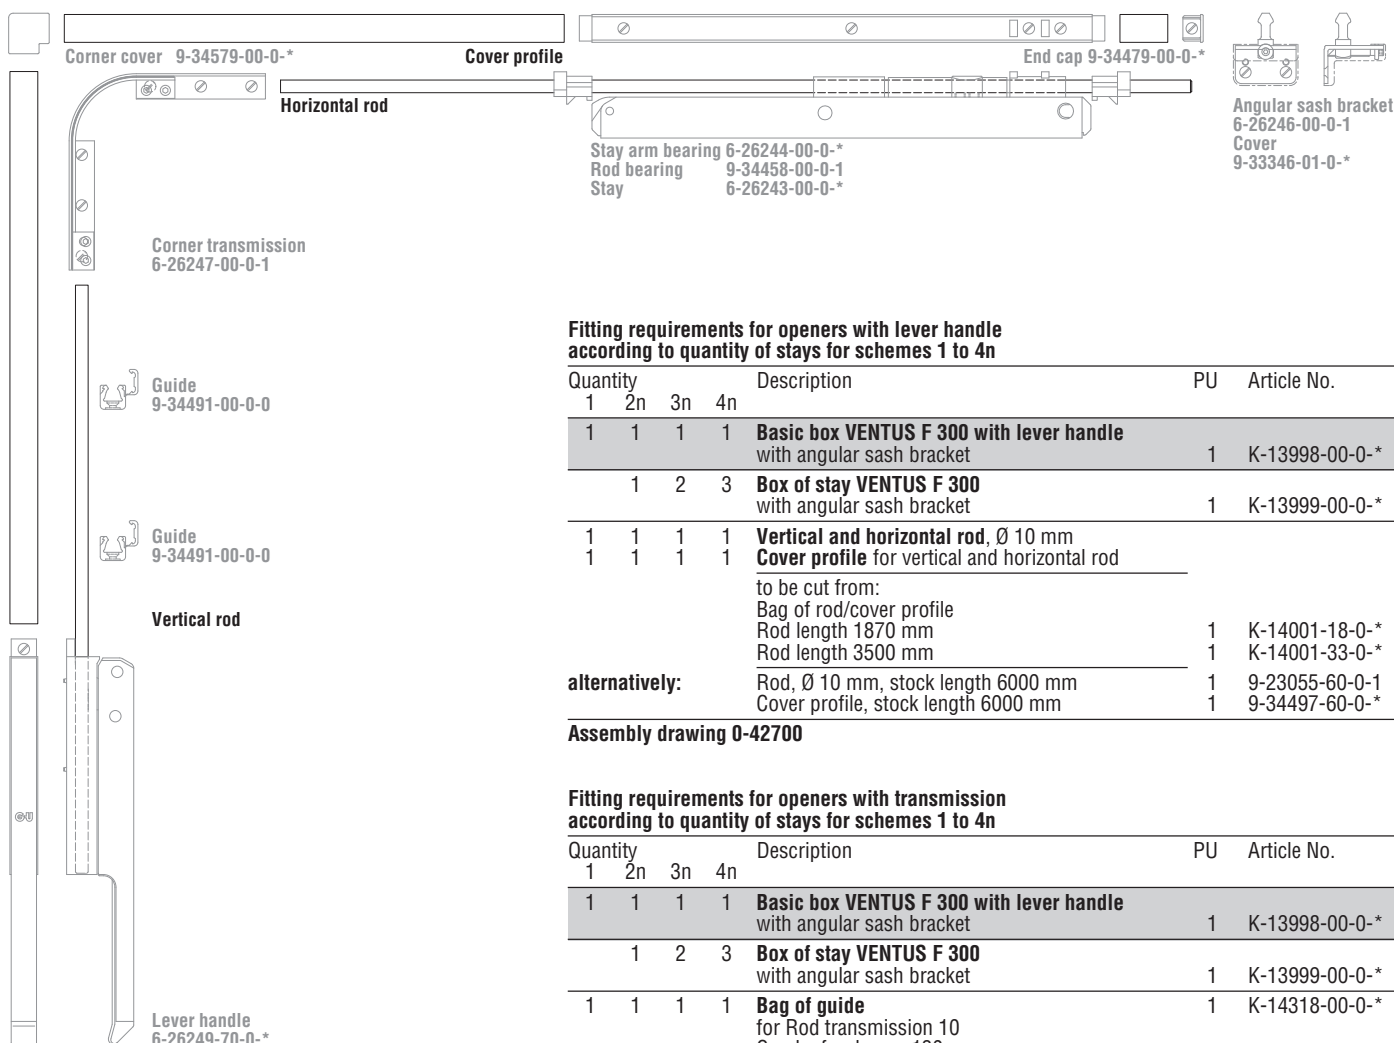 Corner cover 9-34579-00-0-*
Cover profile
End cap 9-34479-00-0-*
Horizontal rod
Angular sash bracket
6-26246-00-0-1
Cover
9-33346-01-0-*
Stay arm bearing 6-26244-00-0-*
Rod bearing 9-34458-00-0-1
Stay 6-26243-00-0-*
Corner transmission
6-26247-00-0-1
Guide
9-34491-00-0-0
Guide
9-34491-00-0-0
Vertical rod
GU
Lever handle
6-26249-70-0-*
Fitting requirements for openers with lever handle
according to quantity of stays for schemes 1 to 4n
Quantity Description PU Article No.
1 2n 3n 4n
1 1 1 1 Basic box VENTUS F 300 with lever handle
with angular sash bracket 1 K-13998-00-0-*
1 2 3 Box of stay VENTUS F 300
with angular sash bracket 1 K-13999-00-0-*
1 1 1 1 Vertical and horizontal rod, Ø 10 mm
1 1 1 1 Cover profile for vertical and horizontal rod
to be cut from:
Bag of rod/cover profile
Rod length 1870 mm 1 K-14001-18-0-*
Rod length 3500 mm 1 K-14001-33-0-*
alternatively: Rod, Ø 10 mm, stock length 6000 mm 1 9-23055-60-0-1
Cover profile, stock length 6000 mm 1 9-34497-60-0-*
Assembly drawing 0-42700
Fitting requirements for openers with transmission
according to quantity of stays for schemes 1 to 4n
Quantity Description PU Article No.
1 2n 3n 4n
1 1 1 1 Basic box VENTUS F 300 with lever handle
with angular sash bracket 1 K-13998-00-0-*
1 2 3 Box of stay VENTUS F 300
with angular sash bracket 1 K-13999-00-0-*
1 1 1 1 Bag of guide 1 K-14318-00-0-*
for Rod transmission 10